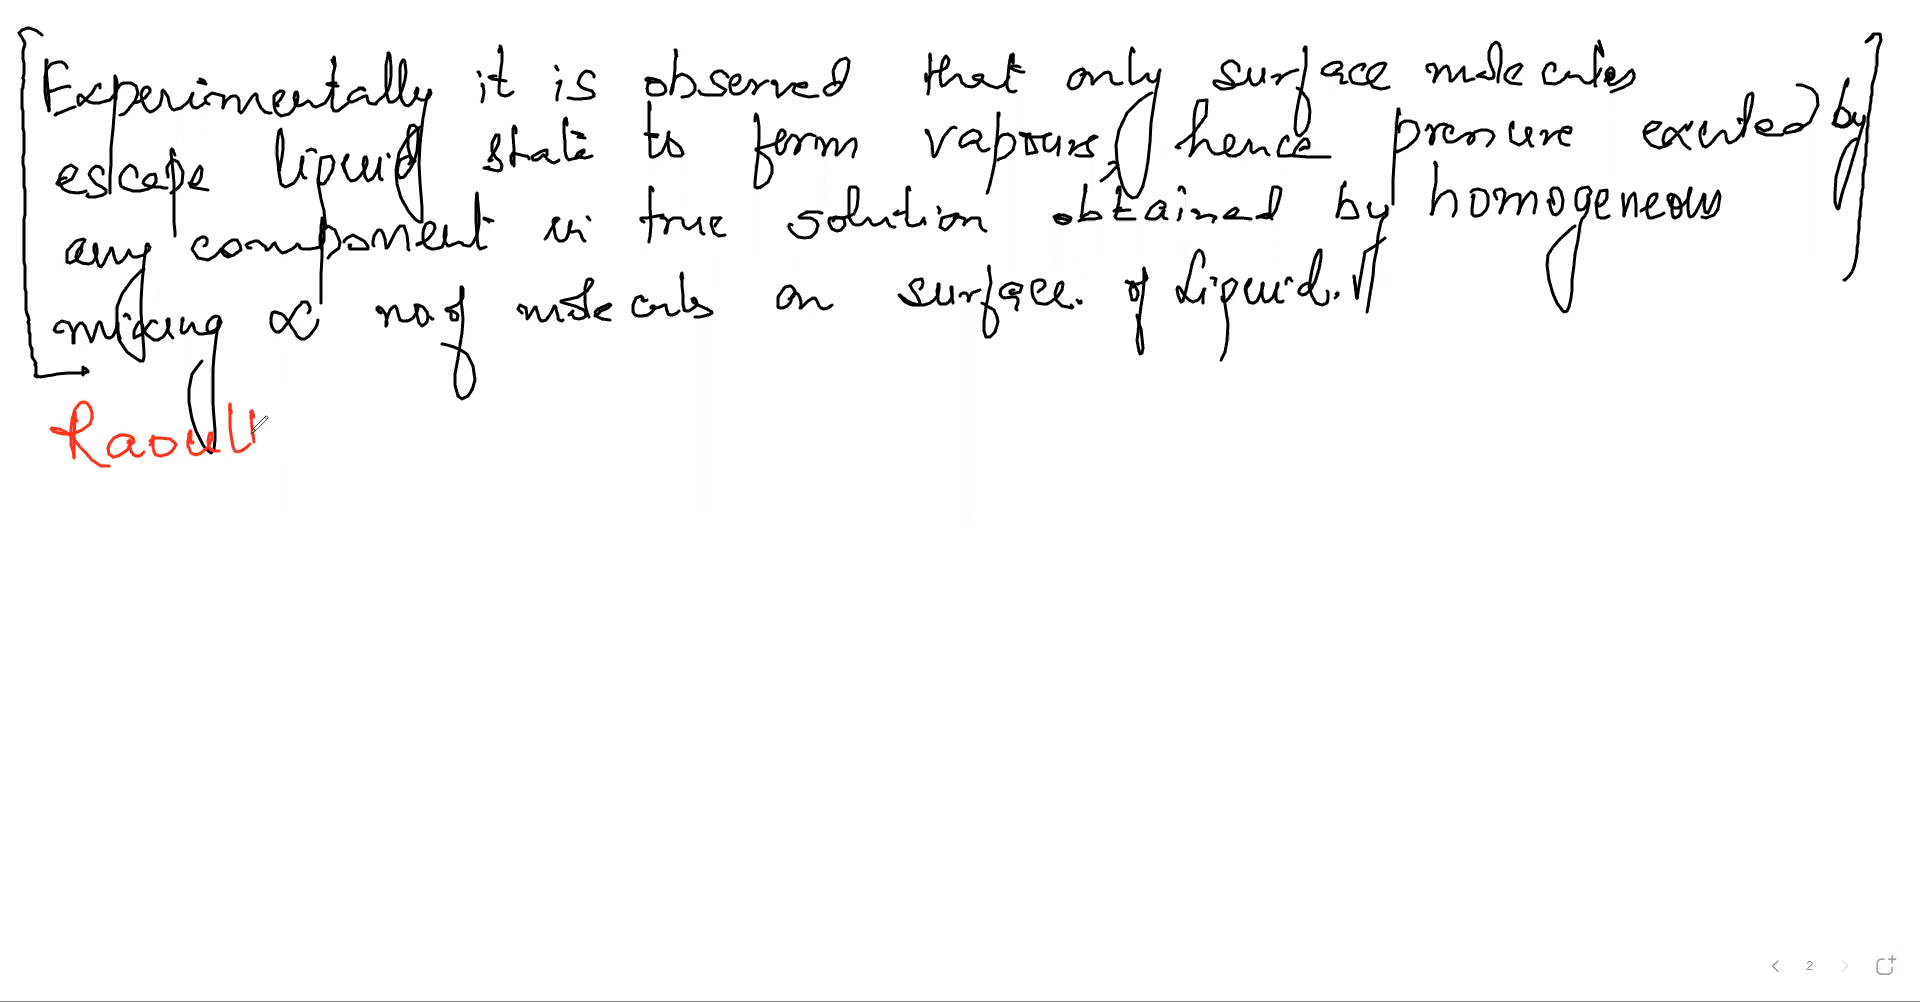 [Experimentally it is observed that only surface molecules
escape liquid state to form vapours, hence pressure exerted by]
any component in true solution obtained by homogeneous
mixing ∝ no. of molecules on surface. of Liquid.
Raoult
2